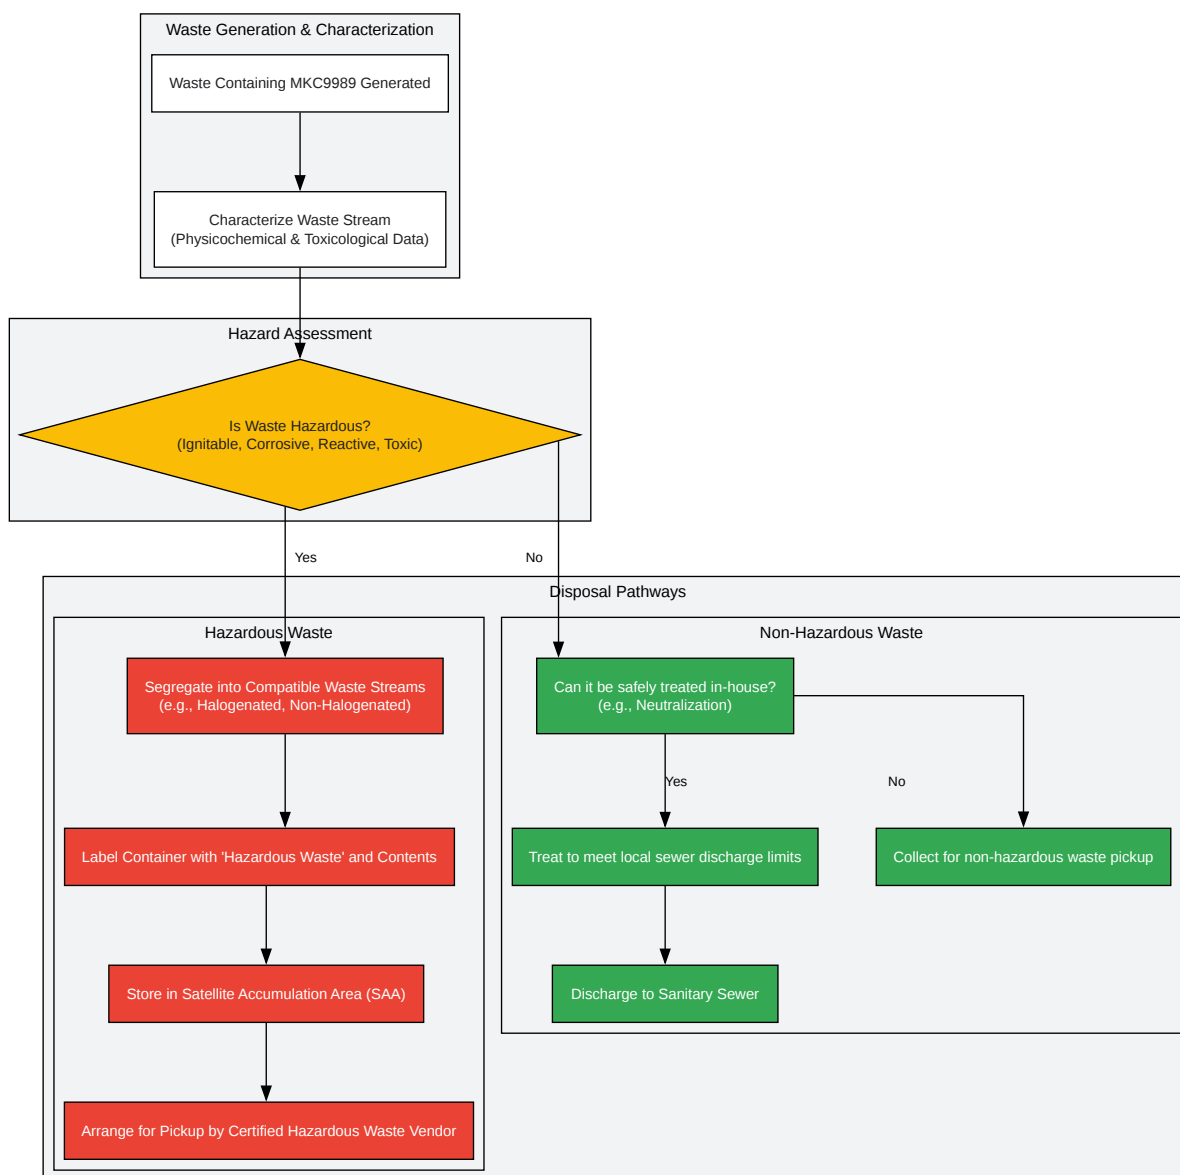 Waste Generation & Characterization
Waste Containing MKC9989 Generated
Characterize Waste Stream
(Physicochemical & Toxicological Data)
Hazard Assessment
Is Waste Hazardous?
(Ignitable, Corrosive, Reactive, Toxic)
Yes
No
Disposal Pathways
Hazardous Waste
Segregate into Compatible Waste Streams
(e.g., Halogenated, Non-Halogenated)
Label Container with 'Hazardous Waste' and Contents
Store in Satellite Accumulation Area (SAA)
Arrange for Pickup by Certified Hazardous Waste Vendor
Non-Hazardous Waste
Can it be safely treated in-house?
(e.g., Neutralization)
Yes
No
Treat to meet local sewer discharge limits
Collect for non-hazardous waste pickup
Discharge to Sanitary Sewer